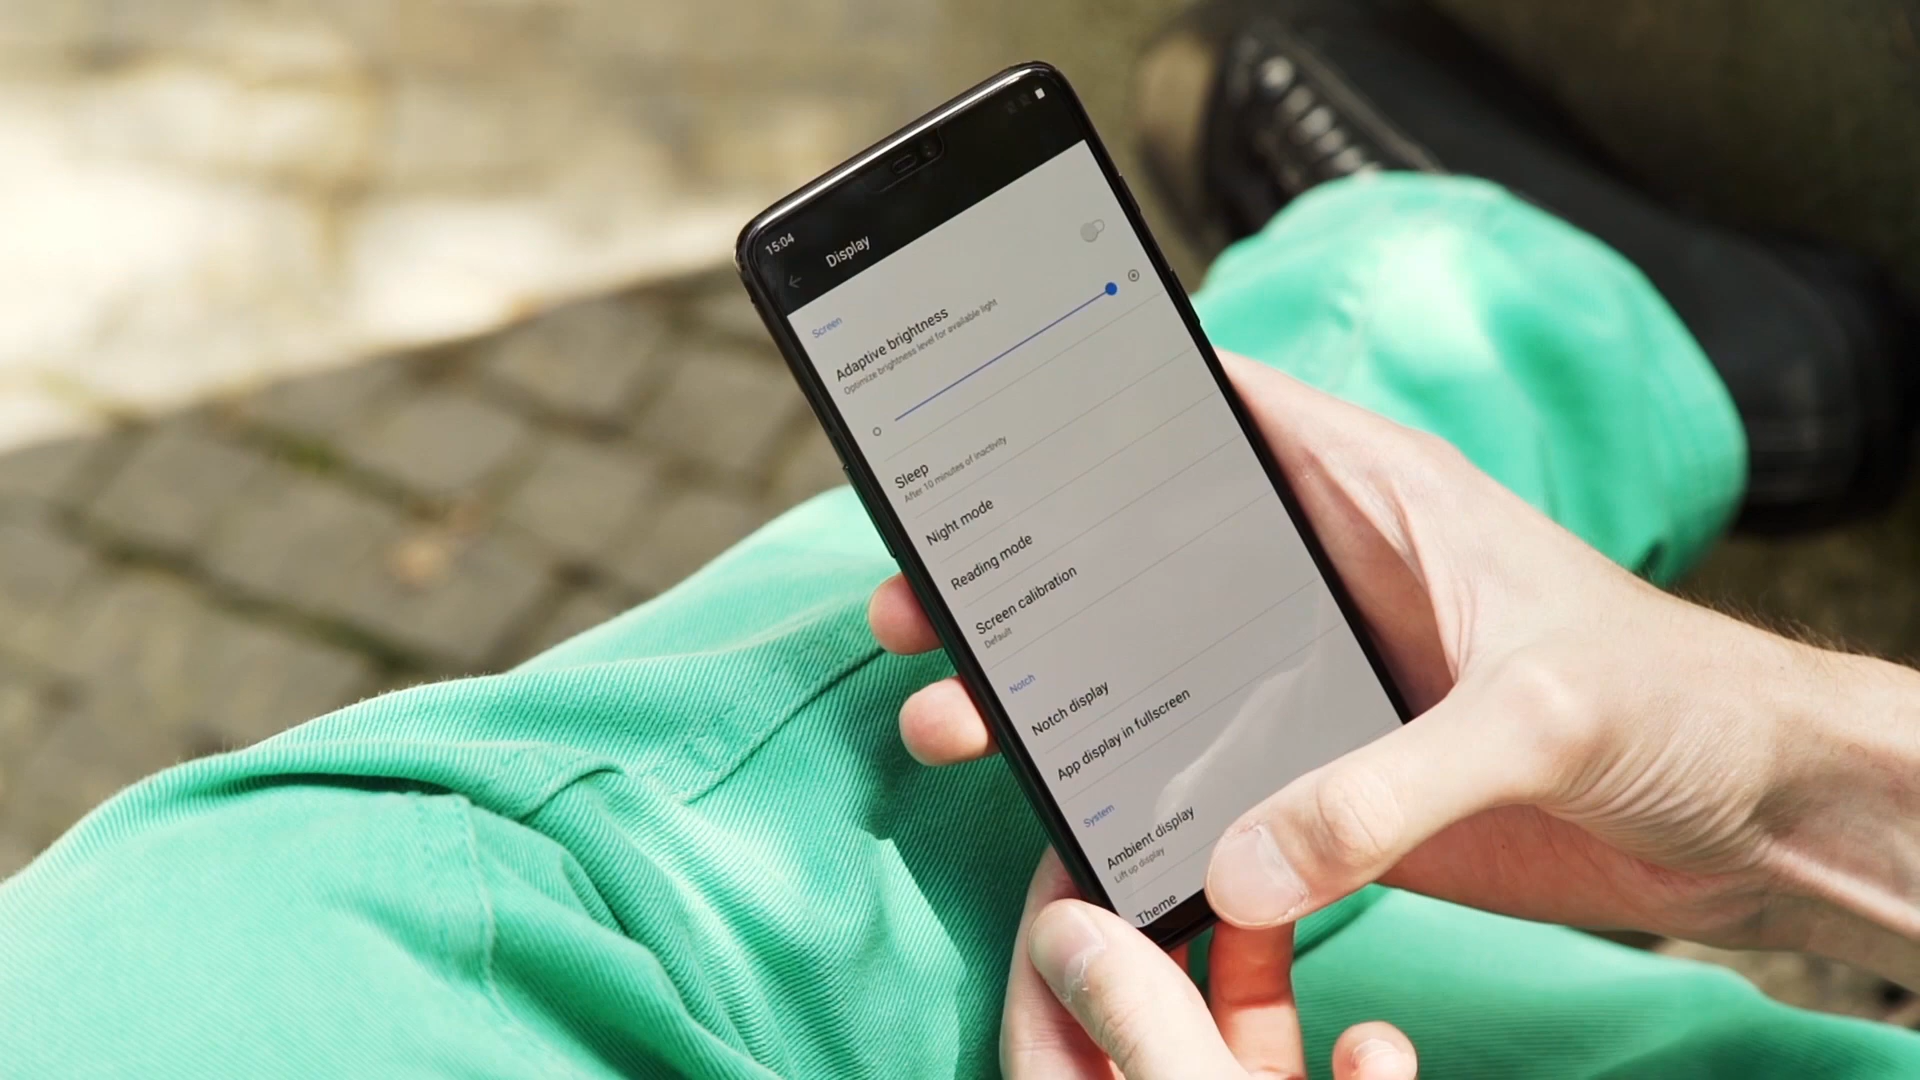 15:04
Display
Screen
Adaptive brightness
Optimize brightness level for available light
Sleep
After 10 minutes of inactivity
Night mode
Reading mode
Screen calibration
Default
Notch
Notch display
App display in fullscreen
System
Ambient display
Lift up display
Theme